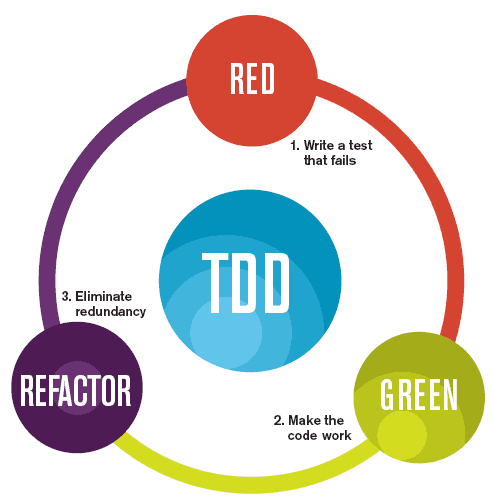 RED
1. Write a test
that fails
TDD
3. Eliminate
redundancy
REFACTOR
GREEN
2. Make the
code work